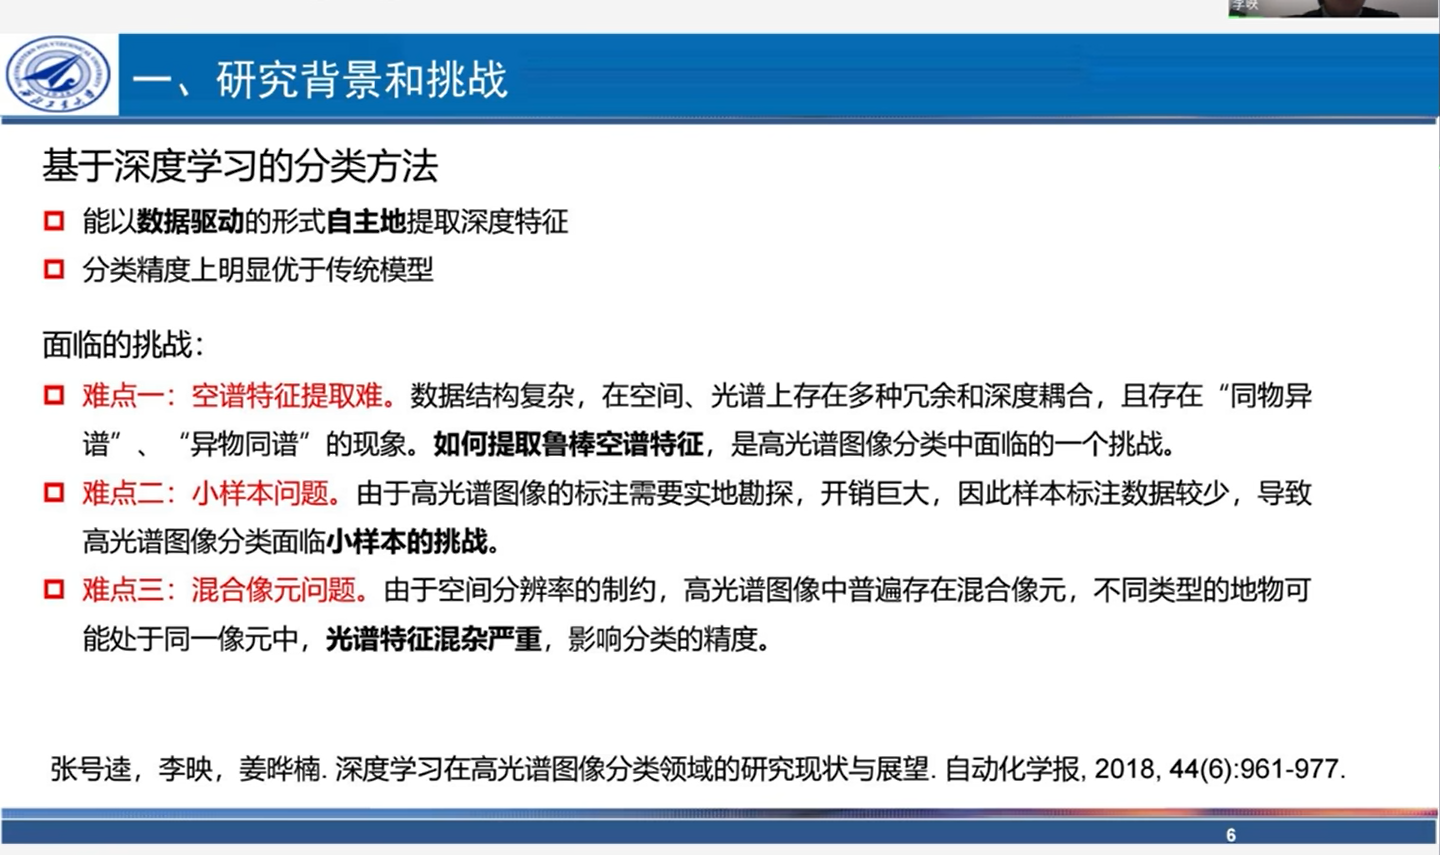 李映
一、研究背景和挑战
基于深度学习的分类方法
能以数据驱动的形式自主地提取深度特征
分类精度上明显优于传统模型
面临的挑战：
难点一：空谱特征提取难。数据结构复杂，在空间、光谱上存在多种冗余和深度耦合，且存在“同物异
谱”、“异物同谱”的现象。如何提取鲁棒空谱特征，是高光谱图像分类中面临的一个挑战。
难点二：小样本问题。由于高光谱图像的标注需要实地勘探，开销巨大，因此样本标注数据较少，导致
高光谱图像分类面临小样本的挑战。
难点三：混合像元问题。由于空间分辨率的制约，高光谱图像中普遍存在混合像元，不同类型的地物可
能处于同一像元中，光谱特征混杂严重，影响分类的精度。
张号逵，李映，姜晔楠. 深度学习在高光谱图像分类领域的研究现状与展望. 自动化学报, 2018, 44(6):961-977.
6